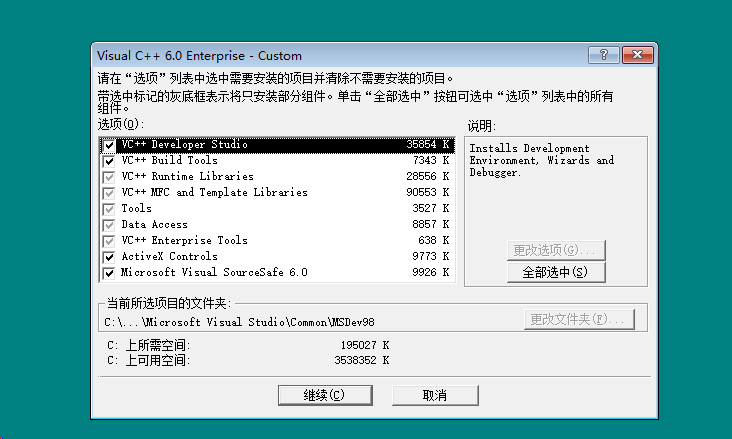 Visual C++ 6.0 Enterprise - Custom
请在“选项”列表中选中需要安装的项目并清除不需要安装的项目。
带选中标记的灰底框表示将只安装部分组件。单击“全部选中”按钮可选中“选项”列表中的所有
组件。
选项(O):
说明:
VC++ Developer Studio 35854 K
VC++ Build Tools 7343 K
VC++ Runtime Libraries 28556 K
VC++ MFC and Template Libraries 90553 K
Tools 3527 K
Data Access 8857 K
VC++ Enterprise Tools 638 K
ActiveX Controls 9773 K
Microsoft Visual SourceSafe 6.0 9926 K
Installs Development
Environment, Wizards and
Debugger.
更改选项(G)...
全部选中(S)
当前所选项目的文件夹:
C:\...\Microsoft Visual Studio\Common\MSDev98
更改文件夹(F)...
C: 上所需空间: 195027 K
C: 上可用空间: 3538352 K
继续(C)
取消